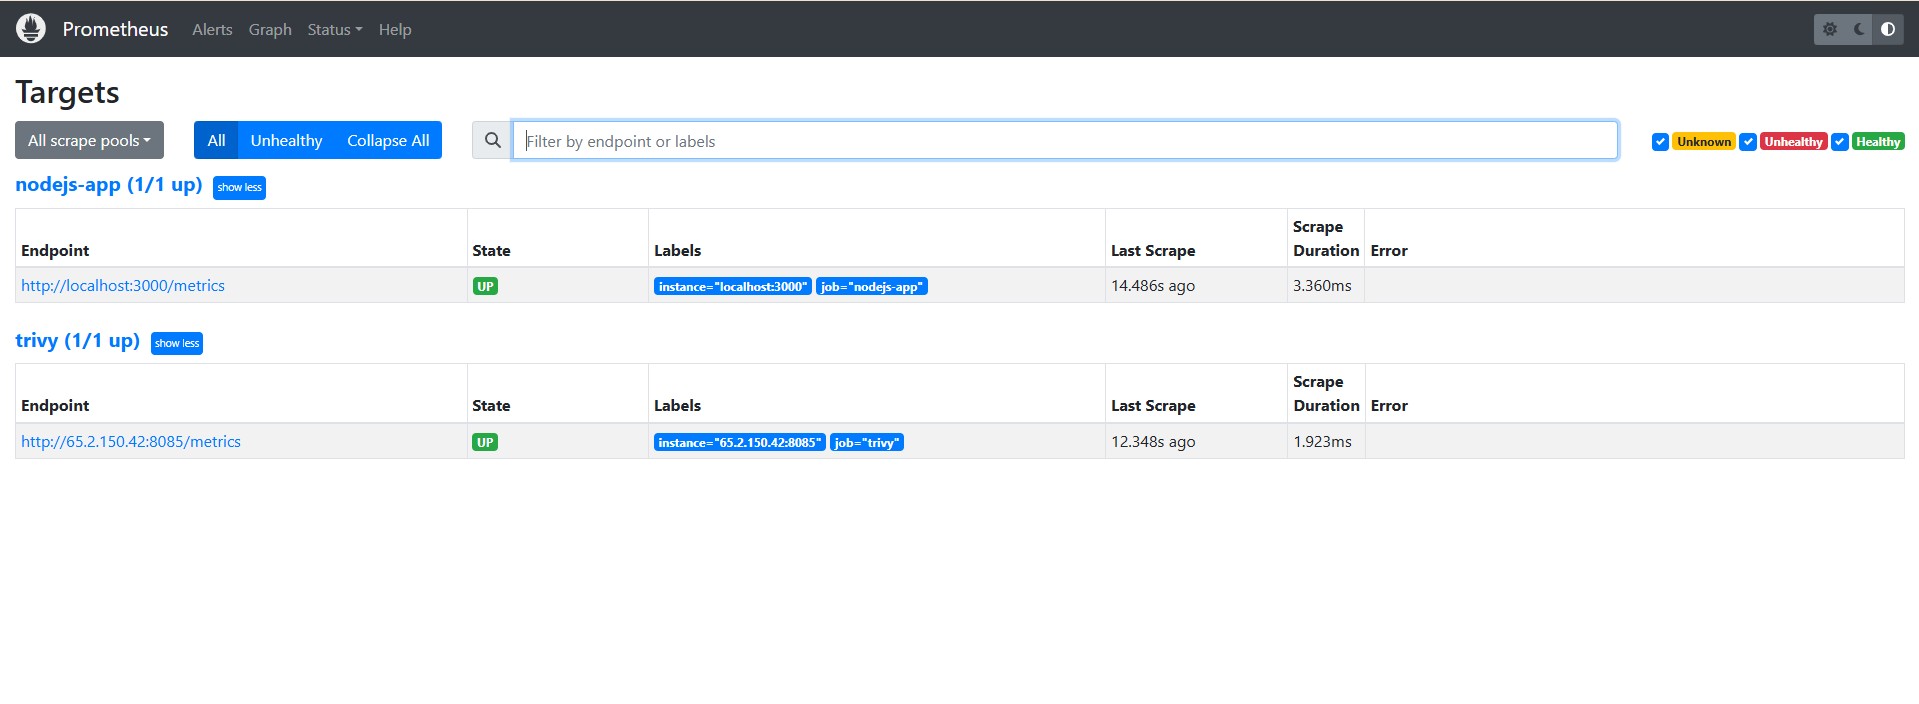 Prometheus Alerts Graph Status Help
Targets
All scrape pools All Unhealthy Collapse All Filter by endpoint or labels Unknown Unhealthy Healthy
nodejs-app (1/1 up) show less
Endpoint State Labels Last Scrape Scrape Duration Error
http://localhost:3000/metrics UP instance="localhost:3000" job="nodejs-app" 14.486s ago 3.360ms
trivy (1/1 up) show less
Endpoint State Labels Last Scrape Scrape Duration Error
http://65.2.150.42:8085/metrics UP instance="65.2.150.42:8085" job="trivy" 12.348s ago 1.923ms